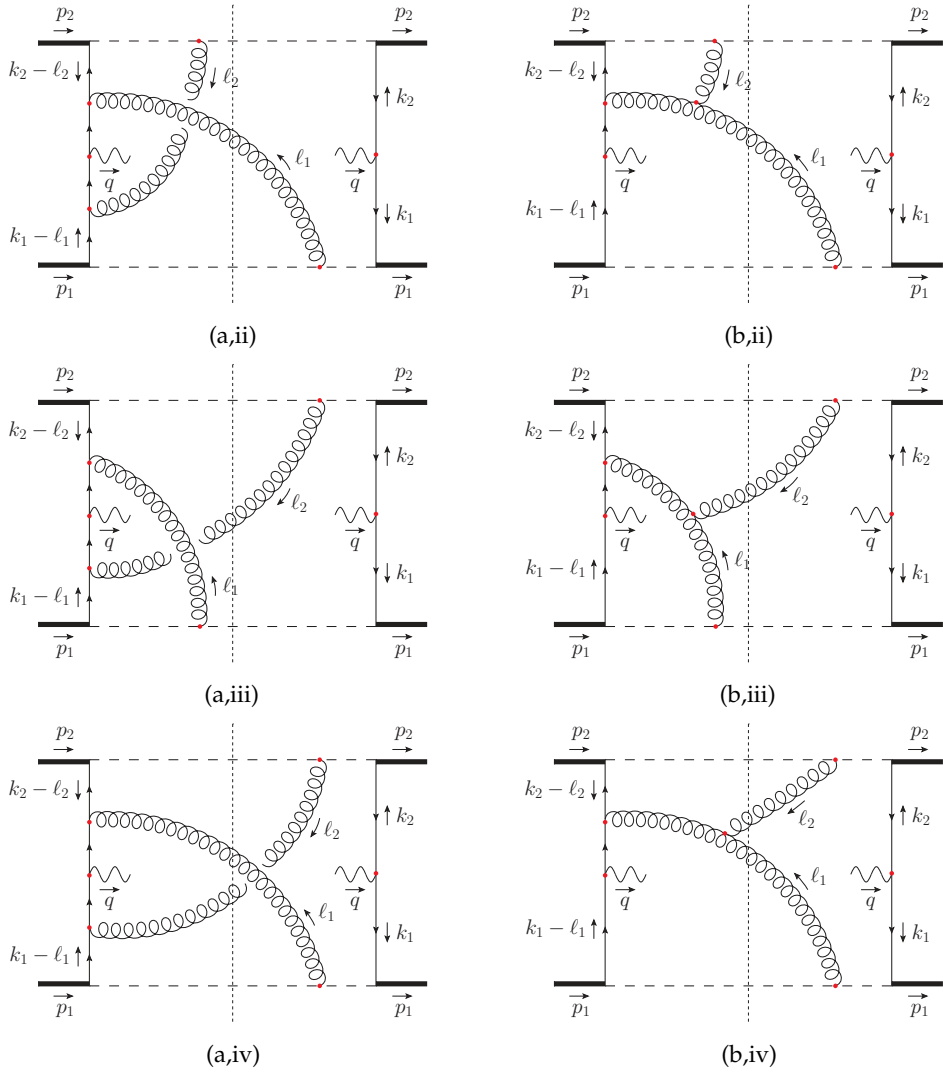 p₂ p₂ p₂ p₂
k₂ − ℓ₂ ℓ₂ k₂ k₂ − ℓ₂ ℓ₂ k₂
ℓ₁ ℓ₁
q q q q
k₁ − ℓ₁ k₁ k₁ − ℓ₁ k₁
p₁ p₁ p₁ p₁
(a,ii) (b,ii)
p₂ p₂ p₂ p₂
k₂ − ℓ₂ k₂ k₂ − ℓ₂ k₂
ℓ₂ ℓ₂
q q q q
k₁ − ℓ₁ ℓ₁ k₁ k₁ − ℓ₁ ℓ₁ k₁
p₁ p₁ p₁ p₁
(a,iii) (b,iii)
p₂ p₂ p₂ p₂
k₂ − ℓ₂ ℓ₂ k₂ k₂ − ℓ₂ ℓ₂ k₂
q ℓ₁ q q ℓ₁ q
k₁ − ℓ₁ k₁ k₁ − ℓ₁ k₁
p₁ p₁ p₁ p₁
(a,iv) (b,iv)